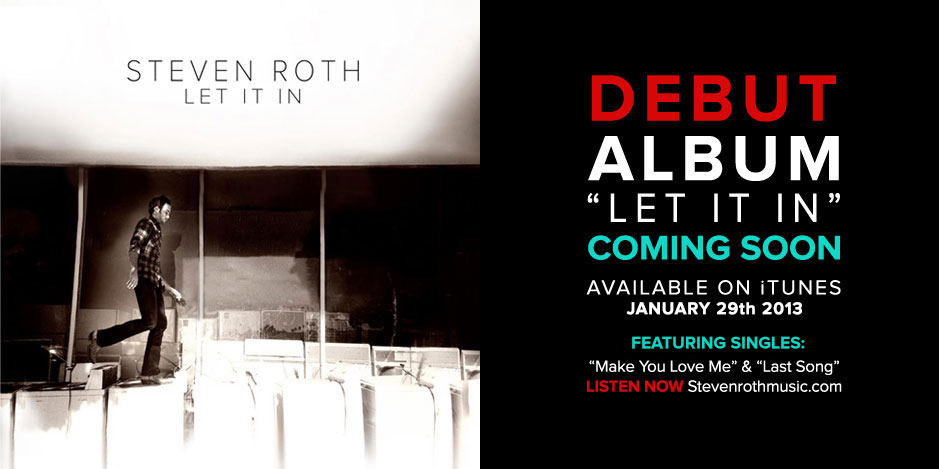 STEVEN ROTH
LET IT IN
DEBUT
ALBUM
“LET IT IN”
COMING SOON
AVAILABLE ON iTUNES
JANUARY 29th 2013
FEATURING SINGLES:
“Make You Love Me” & “Last Song”
LISTEN NOW Stevenrothmusic.com